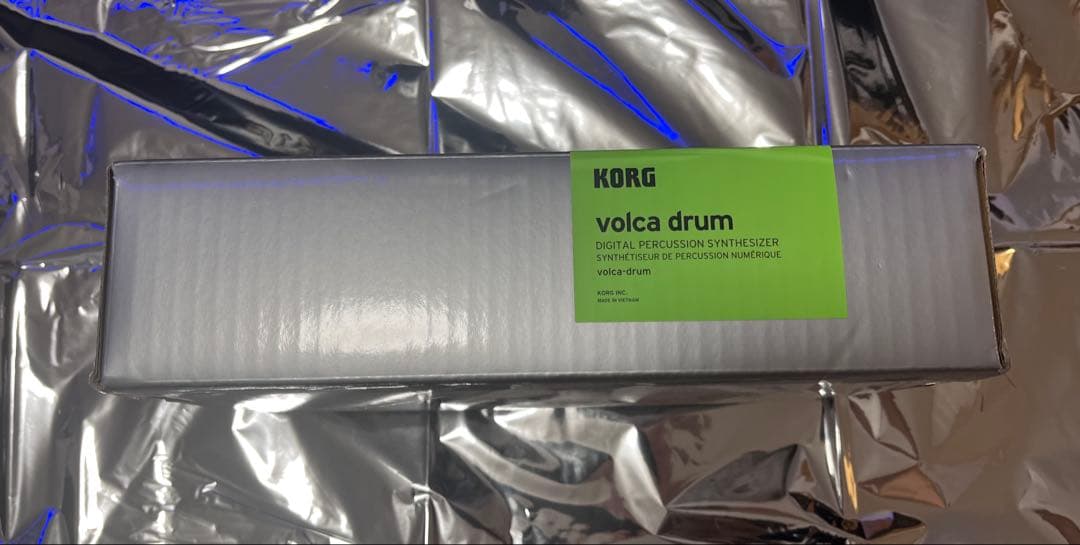 KORG
volca drum
DIGITAL PERCUSSION SYNTHESIZER
SYNTHÉTISEUR DE PERCUSSION NUMÉRIQUE
volca-drum
KORG INC.
MADE IN VIETNAM